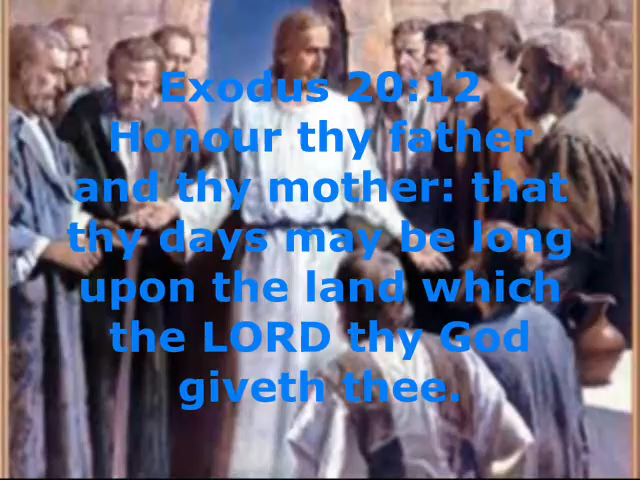 Exodus 20:12
Honour thy father
and thy mother: that
thy days may be long
upon the land which
the LORD thy God
giveth thee.